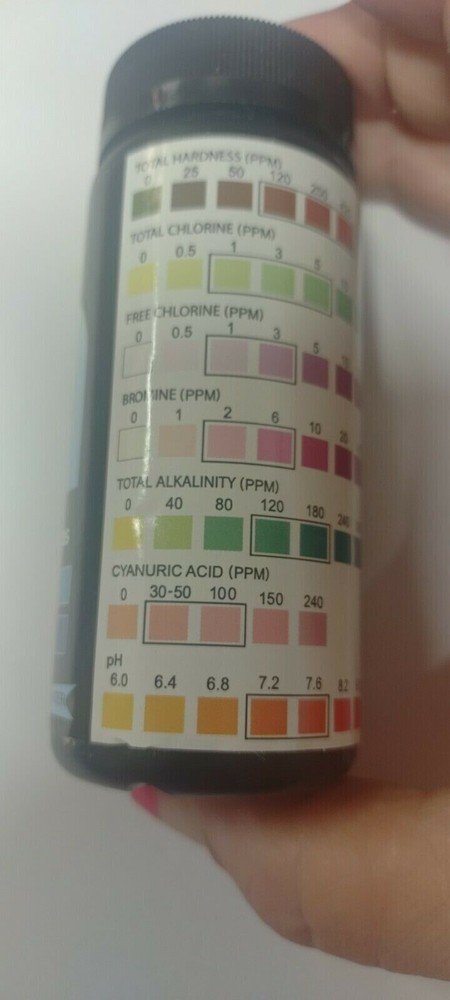 TOTAL HARDNESS (PPM)
0 25 50 120
TOTAL CHLORINE (PPM)
0 0.5 1 3 5
FREE CHLORINE (PPM)
0 0.5 1 3 5
BROMINE (PPM)
0 1 2 6 10 20
TOTAL ALKALINITY (PPM)
0 40 80 120 180 240
CYANURIC ACID (PPM)
0 30-50 100 150 240
pH
6.0 6.4 6.8 7.2 7.6 8.2